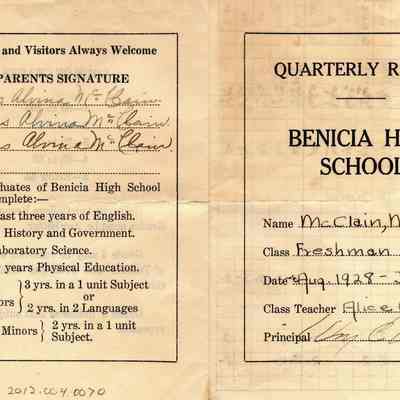 and Visitors Always Welcome
PARENTS SIGNATURE
Alvina McClain
s Alvina McClain
s Alvina McClain
duates of Benicia High School
mplete:—
ast three years of English.
History and Government.
aboratory Science.
years Physical Education.
ors } 3 yrs. in a 1 unit Subject
or
2 yrs. in 2 Languages
Minors } 2 yrs. in a 1 unit
Subject.
2012.004.0070
QUARTERLY R
BENICIA H
SCHOOL
Name McClain, 
Class Freshman
Date Aug. 1928-
Class Teacher Alice
Principal